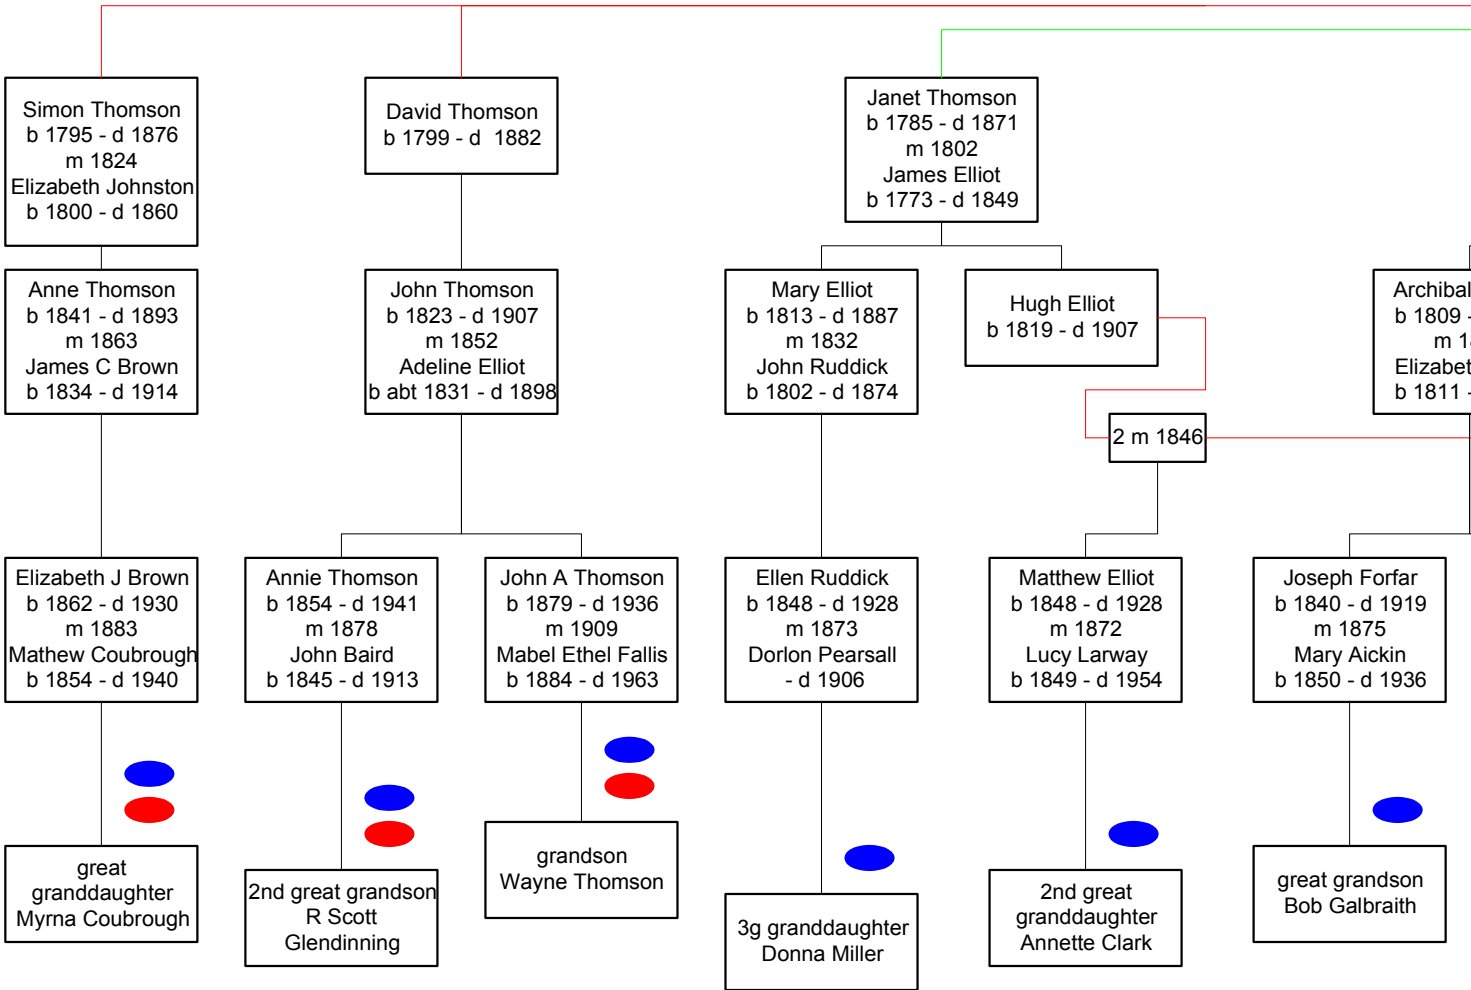 Simon Thomson
b 1795 - d 1876
m 1824
Elizabeth Johnston
b 1800 - d 1860
David Thomson
b 1799 - d 1882
Janet Thomson
b 1785 - d 1871
m 1802
James Elliot
b 1773 - d 1849
Anne Thomson
b 1841 - d 1893
m 1863
James C Brown
b 1834 - d 1914
John Thomson
b 1823 - d 1907
m 1852
Adeline Elliot
b abt 1831 - d 1898
Mary Elliot
b 1813 - d 1887
m 1832
John Ruddick
b 1802 - d 1874
Hugh Elliot
b 1819 - d 1907
b 1809 -
m
b 1811 -
2 m 1846
Elizabeth J Brown
b 1862 - d 1930
m 1883
Mathew Coubrough
b 1854 - d 1940
Annie Thomson
b 1854 - d 1941
m 1878
John Baird
b 1845 - d 1913
John A Thomson
b 1879 - d 1936
m 1909
Mabel Ethel Fallis
b 1884 - d 1963
Ellen Ruddick
b 1848 - d 1928
m 1873
Dorlon Pearsall
- d 1906
Matthew Elliot
b 1848 - d 1928
m 1872
Lucy Larway
b 1849 - d 1954
Joseph Forfar
b 1840 - d 1919
m 1875
Mary Aickin
b 1850 - d 1936
great
granddaughter
Myrna Coubrough
2nd great grandson
R Scott
Glendinning
grandson
Wayne Thomson
3g granddaughter
Donna Miller
2nd great
granddaughter
Annette Clark
great grandson
Bob Galbraith